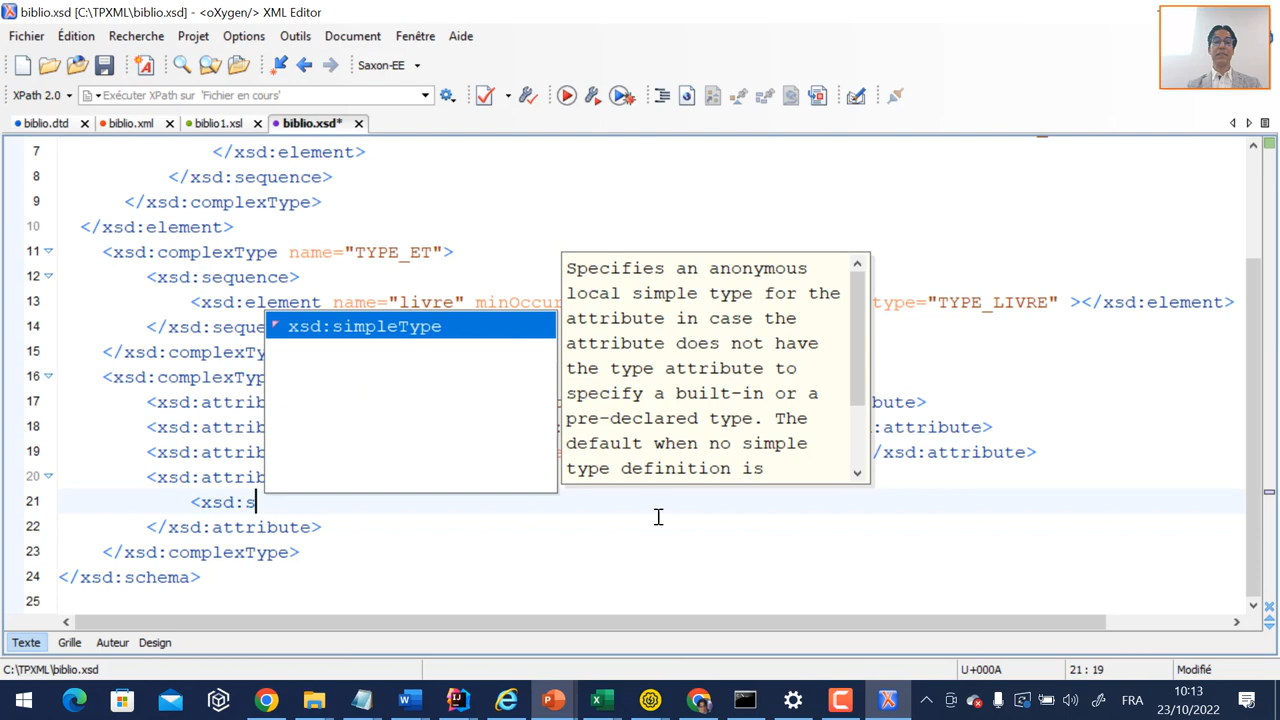 biblio.xsd [C:\TPXML\biblio.xsd] - <oXygen/> XML Editor
Fichier Édition Recherche Projet Options Outils Document Fenêtre Aide
Saxon-EE
XPath 2.0 Exécuter XPath sur 'Fichier en cours'
biblio.dtd biblio.xml biblio1.xsl biblio.xsd*
7 </xsd:element>
8 </xsd:sequence>
9 </xsd:complexType>
10 </xsd:element>
11 <xsd:complexType name="TYPE_ET">
12 <xsd:sequence>
13 <xsd:element name="livre" minOccur type="TYPE_LIVRE" ></xsd:element>
14 </xsd:seque
15 </xsd:complexTy
16 <xsd:complexTyp
17 <xsd:attrib bute>
18 <xsd:attrib :attribute>
19 <xsd:attrib /xsd:attribute>
20 <xsd:attrib
21 <xsd:s
22 </xsd:attribute>
23 </xsd:complexType>
24 </xsd:schema>
25
xsd:simpleType
Specifies an anonymous
local simple type for the
attribute in case the
attribute does not have
the type attribute to
specify a built-in or a
pre-declared type. The
default when no simple
type definition is
Texte Grille Auteur Design
C:\TPXML\biblio.xsd U+000A 21 : 19 Modifié
FRA
10:13
23/10/2022